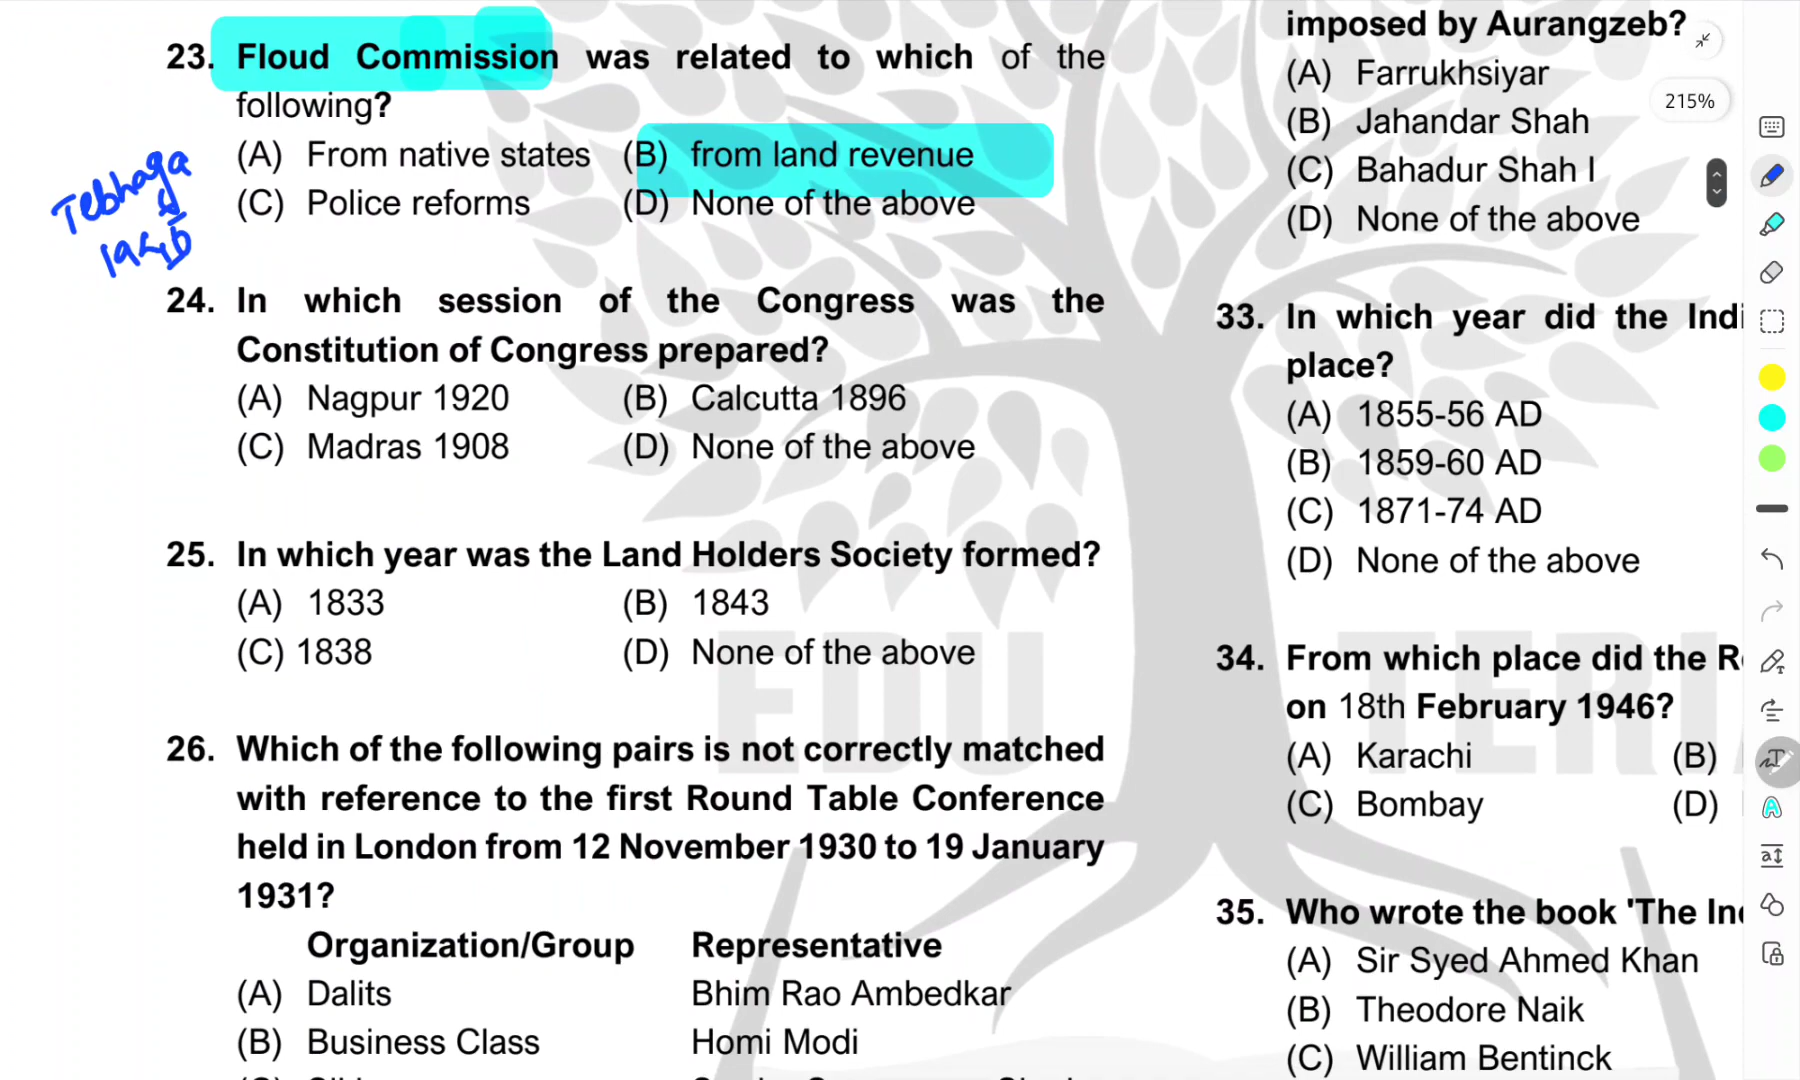 23. Floud Commission was related to which of the
following?
(A) From native states (B) from land revenue
(C) Police reforms (D) None of the above
Tebhaga
24. In which session of the Congress was the
Constitution of Congress prepared?
(A) Nagpur 1920 (B) Calcutta 1896
(C) Madras 1908 (D) None of the above
25. In which year was the Land Holders Society formed?
(A) 1833 (B) 1843
(C) 1838 (D) None of the above
26. Which of the following pairs is not correctly matched
with reference to the first Round Table Conference
held in London from 12 November 1930 to 19 January
1931?
Organization/Group Representative
(A) Dalits Bhim Rao Ambedkar
(B) Business Class Homi Modi
imposed by Aurangzeb?
(A) Farrukhsiyar
(B) Jahandar Shah
(C) Bahadur Shah I
(D) None of the above
33. In which year did the Indi
place?
(A) 1855-56 AD
(B) 1859-60 AD
(C) 1871-74 AD
(D) None of the above
34. From which place did the R
on 18th February 1946?
(A) Karachi (B)
(C) Bombay (D)
35. Who wrote the book 'The In
(A) Sir Syed Ahmed Khan
(B) Theodore Naik
(C) William Bentinck
215%
EDU TERI